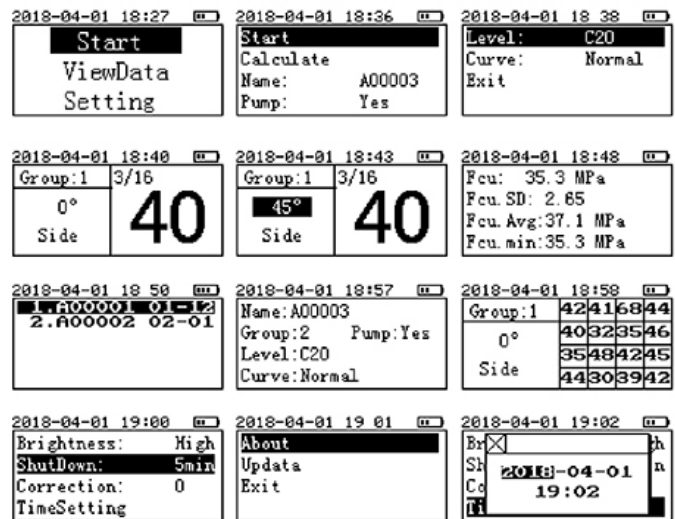 2018-04-01 18:27
Start
ViewData
Setting
2018-04-01 18:36
Start
Calculate
Name: A00003
Pump: Yes
2018-04-01 18 38
Level: C20
Curve: Normal
Exit
2018-04-01 18:40
Group:1 3/16
0°
Side
40
2018-04-01 18:43
Group:1 3/16
45°
Side
40
2018-04-01 18:48
Fcu: 35.3 MPa
Fcu.SD: 2.65
Fcu.Avg:37.1 MPa
Fcu.min:35.3 MPa
2018-04-01 18 50
1.A00001 01-12
2.A00002 02-01
2018-04-01 18:57
Name:A00003
Group:2 Pump:Yes
Level:C20
Curve:Normal
2018-04-01 18:58
Group:1
0°
Side
42 41 68 44
40 32 35 46
35 48 42 45
44 30 39 42
2018-04-01 19:00
Brightness: High
ShutDown: 5min
Correction: 0
TimeSetting
2018-04-01 19 01
About
Updata
Exit
2018-04-01 19:02
Br h
Sh n
2018-04-01
Co
19:02
Ti